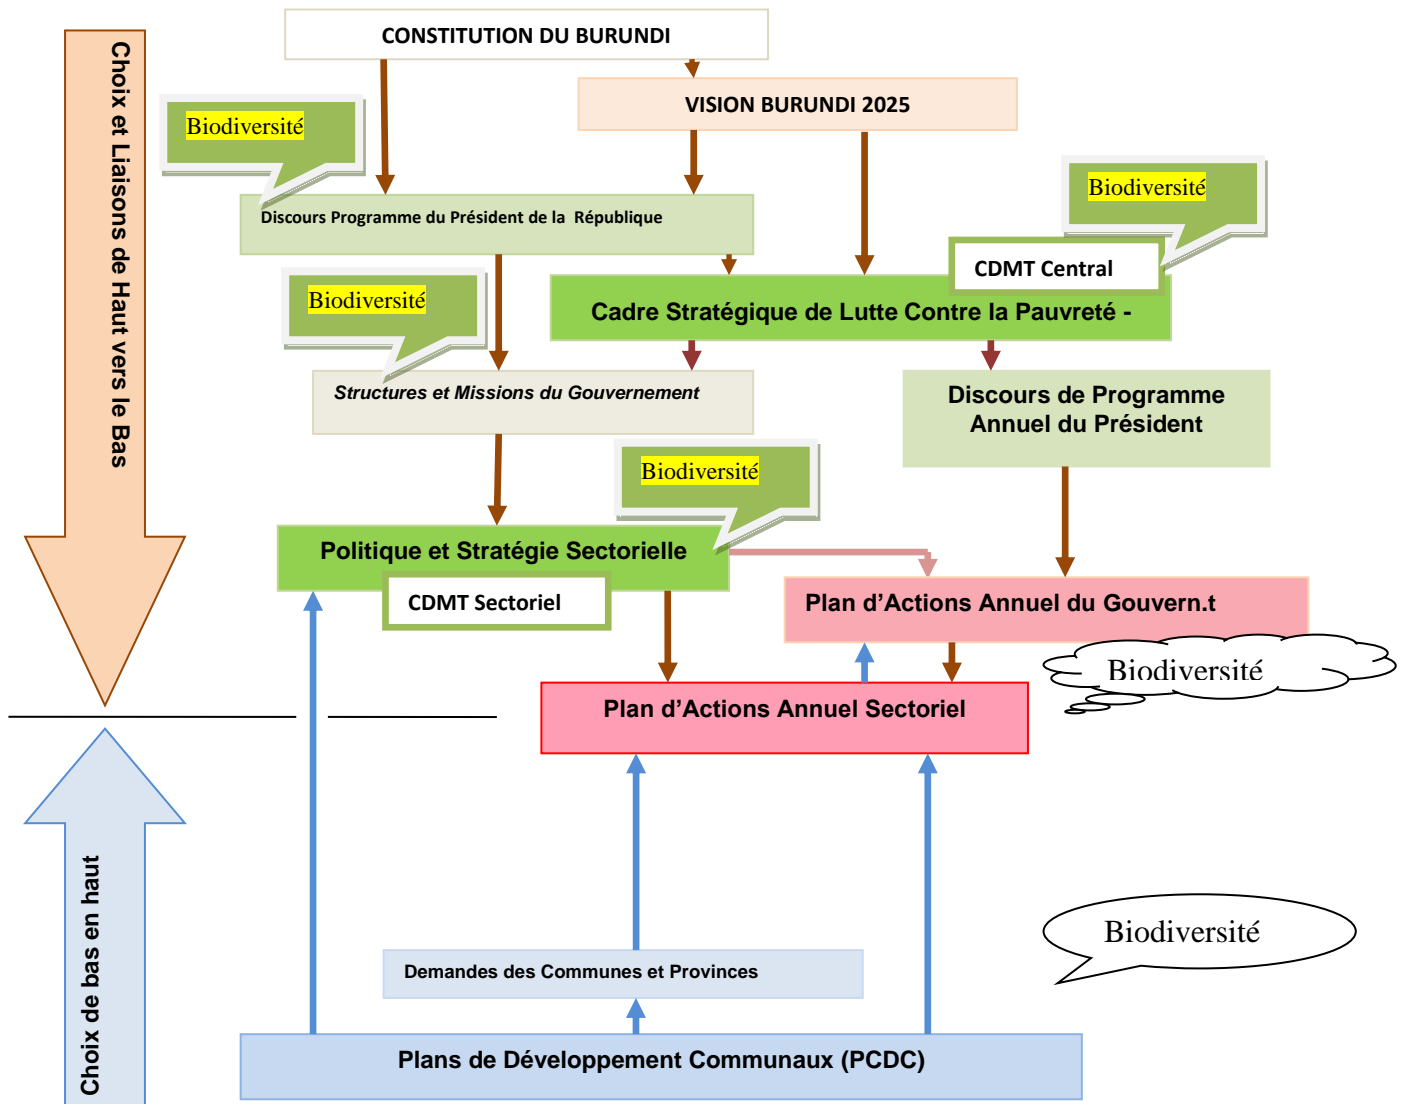 CONSTITUTION DU BURUNDI
VISION BURUNDI 2025
Biodiversité
Biodiversité
Discours Programme du Président de la République
CDMT Central
Biodiversité
Cadre Stratégique de Lutte Contre la Pauvreté -
Structures et Missions du Gouvernement
Discours de Programme
Annuel du Président
Biodiversité
Politique et Stratégie Sectorielle
CDMT Sectoriel
Plan d’Actions Annuel du Gouvern.t
Biodiversité
Plan d’Actions Annuel Sectoriel
Biodiversité
Demandes des Communes et Provinces
Plans de Développement Communaux (PCDC)
Choix et Liaisons de Haut vers le Bas
Choix de bas en haut